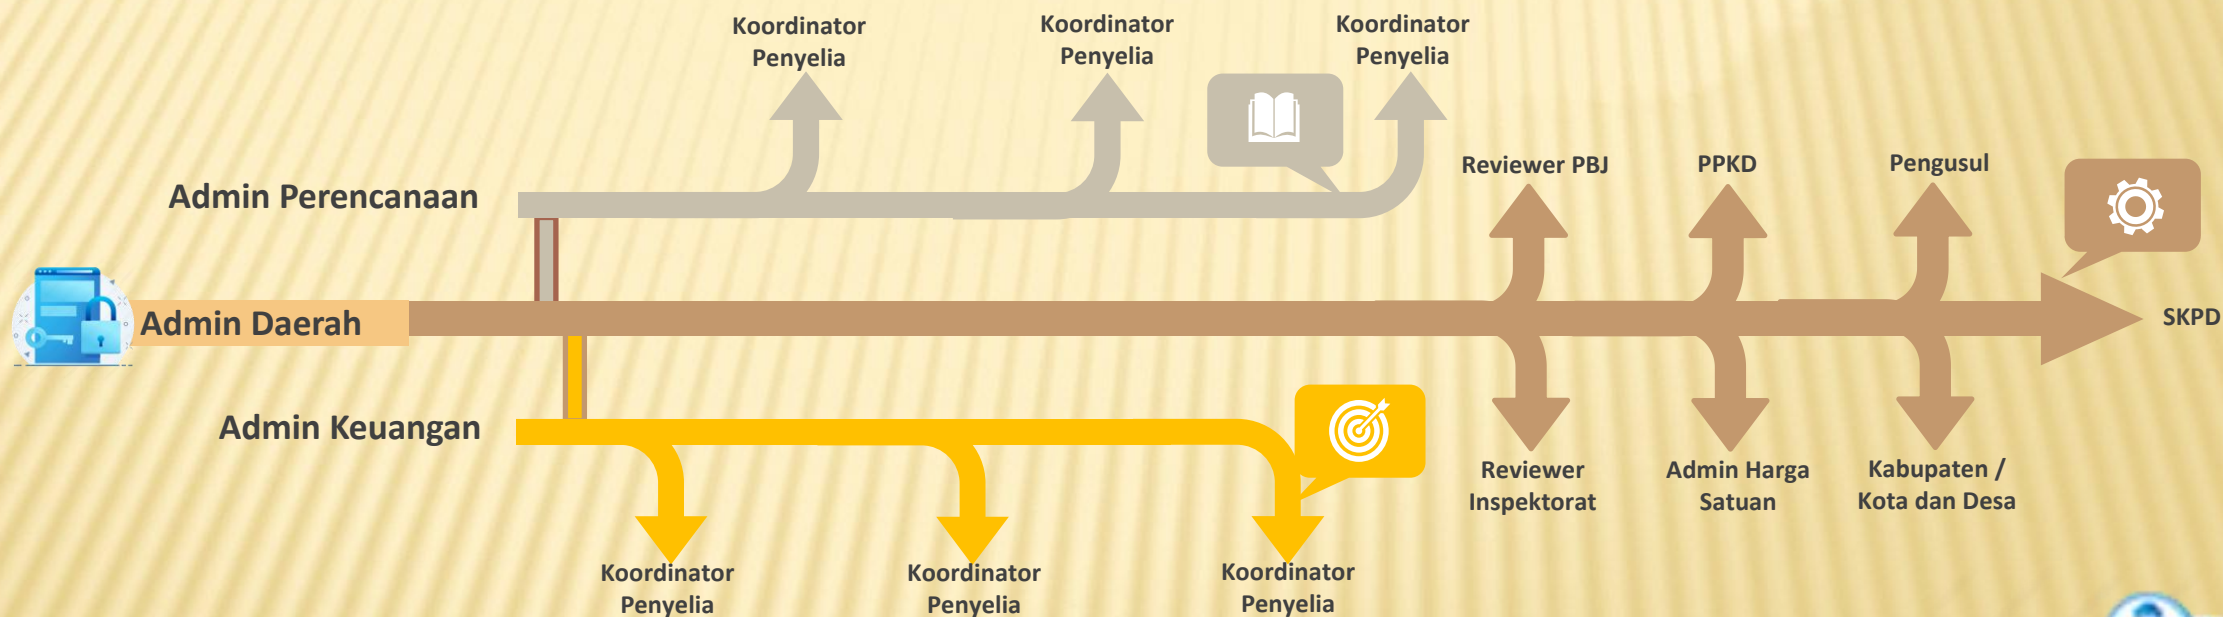 Koordinator
Penyelia
Koordinator
Penyelia
Koordinator
Penyelia
Reviewer PBJ
PPKD
Pengusul
Admin Perencanaan
Admin Daerah
SKPD
Admin Keuangan
Reviewer
Inspektorat
Admin Harga
Satuan
Kabupaten /
Kota dan Desa
Koordinator
Penyelia
Koordinator
Penyelia
Koordinator
Penyelia